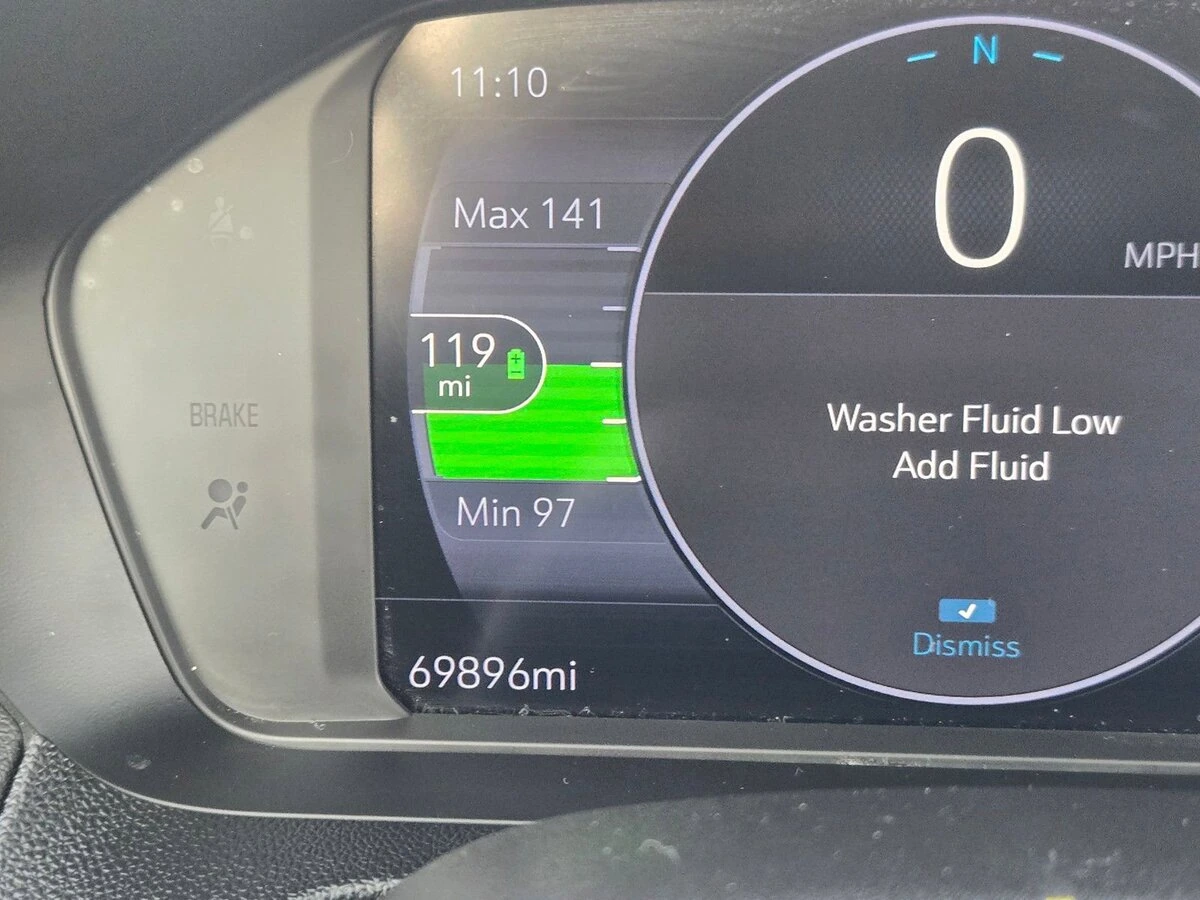 11:10
N
0
MPH
Max 141
119
mi
Min 97
BRAKE
Washer Fluid Low
Add Fluid
Dismiss
69896mi